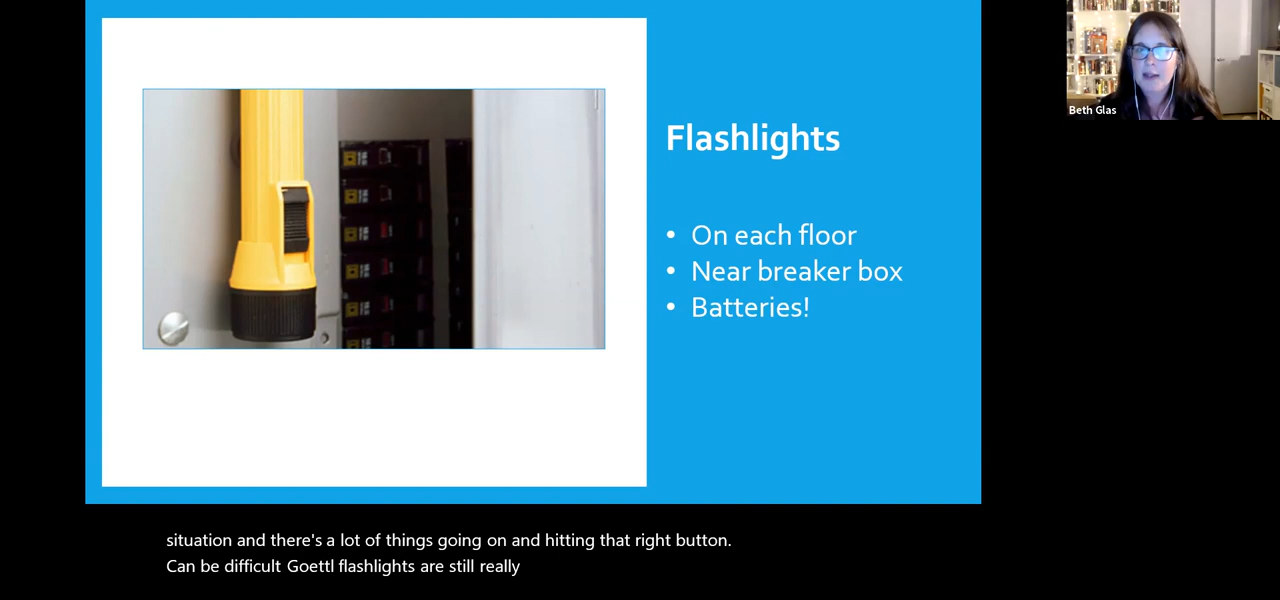 Flashlights
• On each floor
• Near breaker box
• Batteries!
Beth Glas
situation and there's a lot of things going on and hitting that right button.
Can be difficult Goettl flashlights are still really